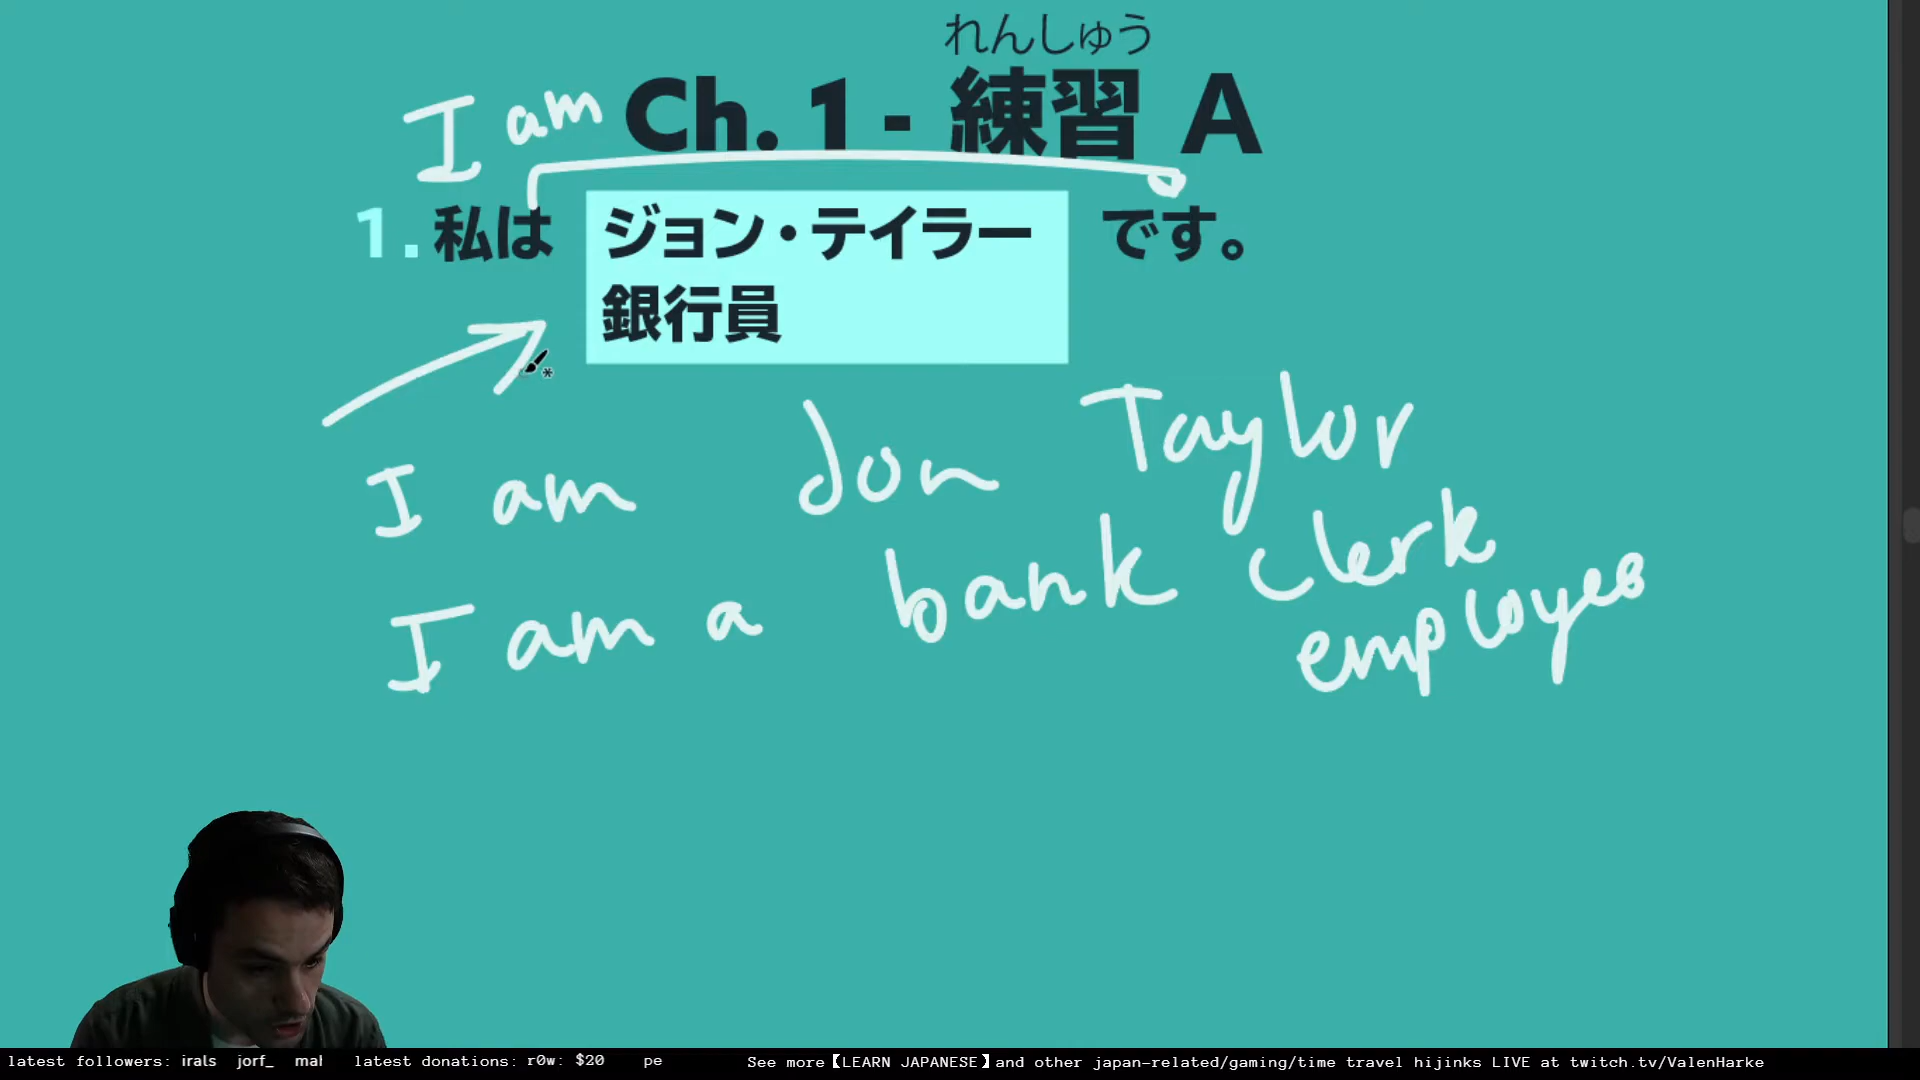 れんしゅう
I am Ch. 1 - 練習 A
1. 私は ジョン・テイラー です。
銀行員
I am Jon Taylor
I am a bank clerk
employee
latest followers: irals jorf_ mal latest donations: r0w: $20 pe See more【LEARN JAPANESE】and other japan-related/gaming/time travel hijinks LIVE at twitch.tv/ValenHarke